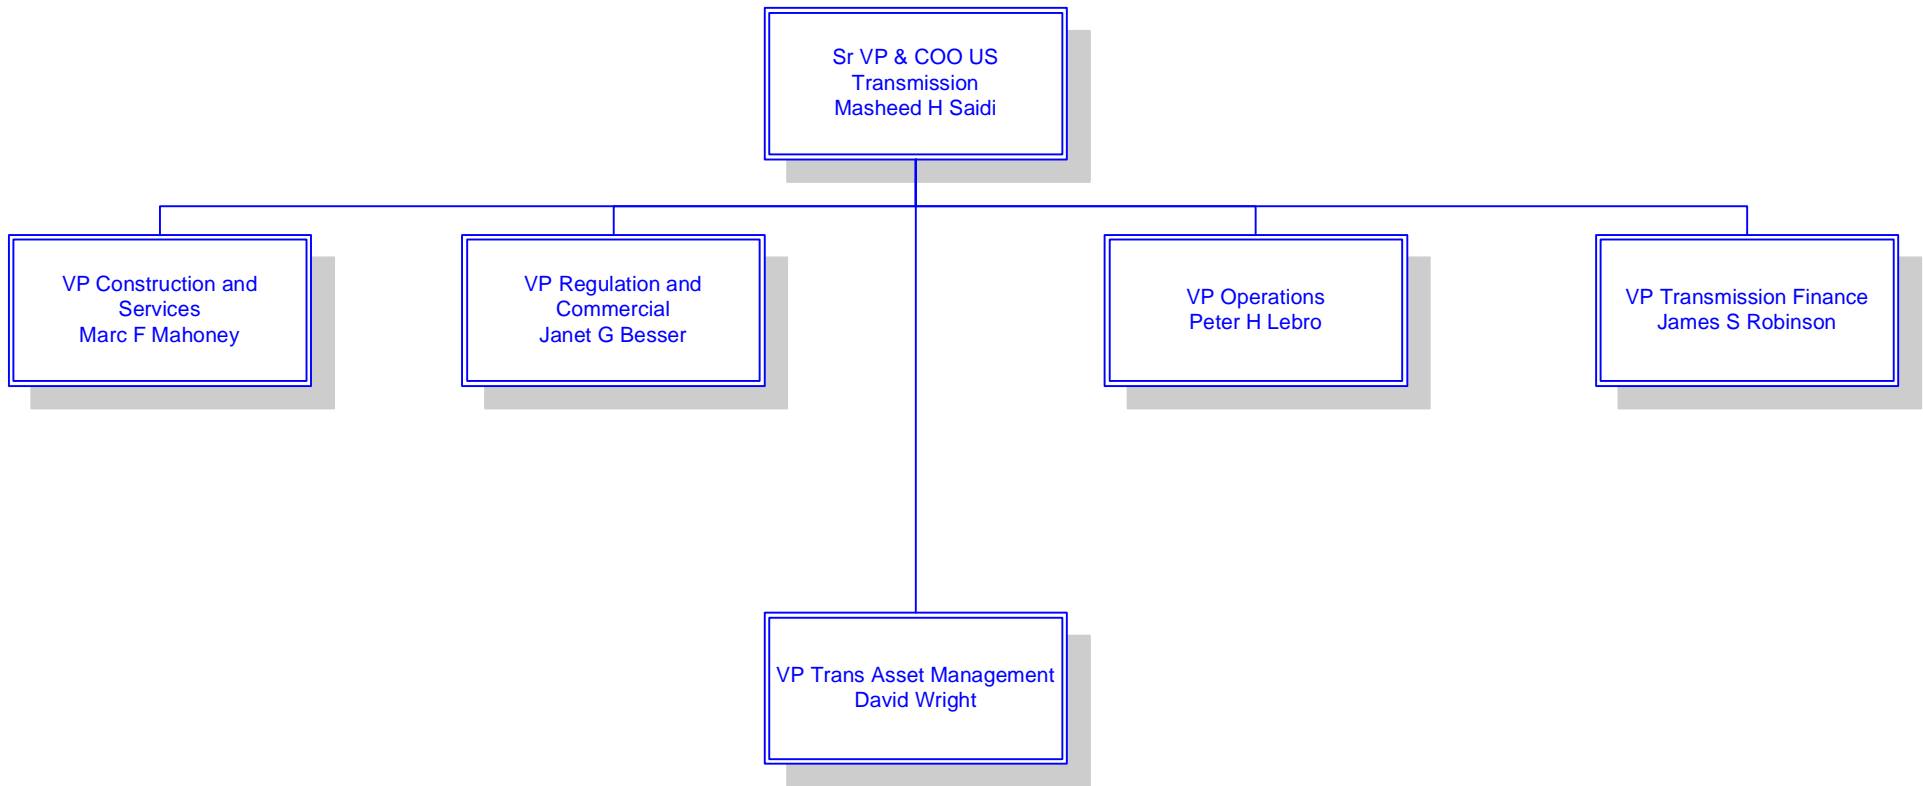 Sr VP & COO US
Transmission
Masheed H Saidi
VP Construction and
Services
Marc F Mahoney
VP Regulation and
Commercial
Janet G Besser
VP Operations
Peter H Lebro
VP Transmission Finance
James S Robinson
VP Trans Asset Management
David Wright